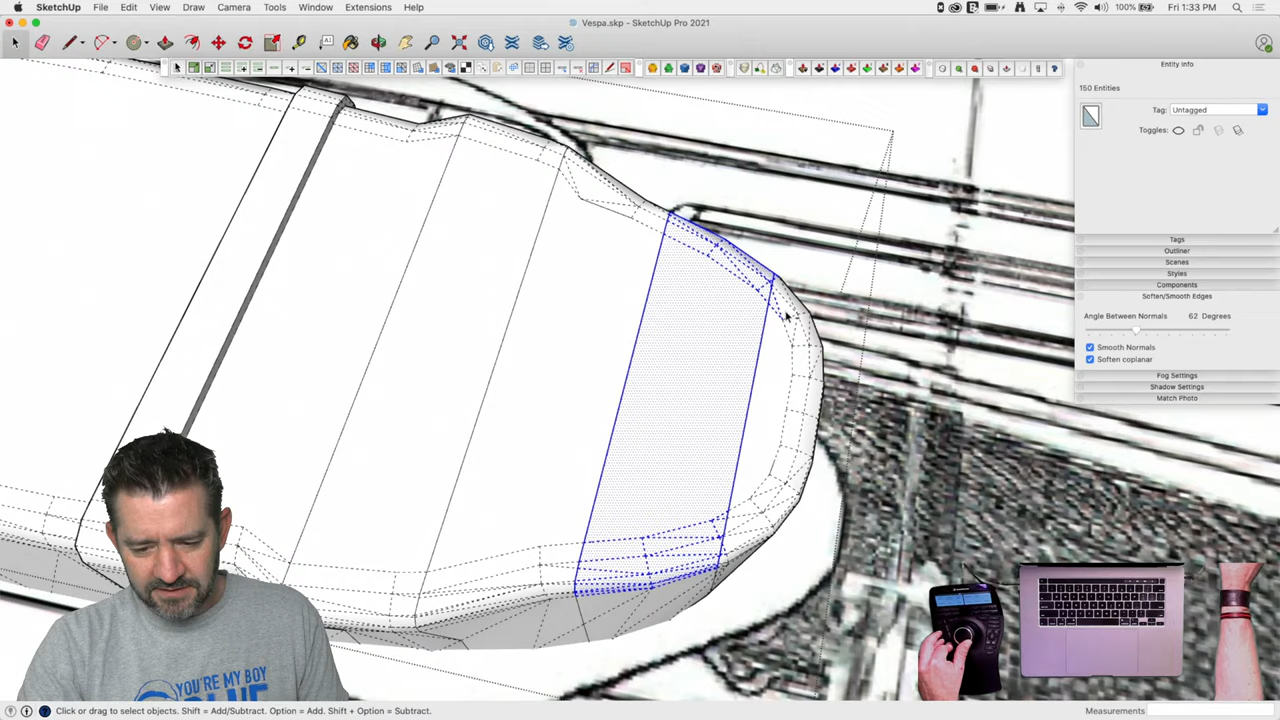 SketchUp File Edit View Draw Camera Tools Window Extensions Help
100% Fri 1:33 PM
Vespa.skp - SketchUp Pro 2021
Entity Info
150 Entities
Tag: Untagged
Toggles:
Tags
Outliner
Scenes
Styles
Components
Soften/Smooth Edges
Angle Between Normals 62 Degrees
Smooth Normals
Soften coplanar
Fog Settings
Shadow Settings
Match Photo
YOU'RE MY BOY
BLUE
Click or drag to select objects. Shift = Add/Subtract. Option = Add. Shift + Option = Subtract.
Measurements